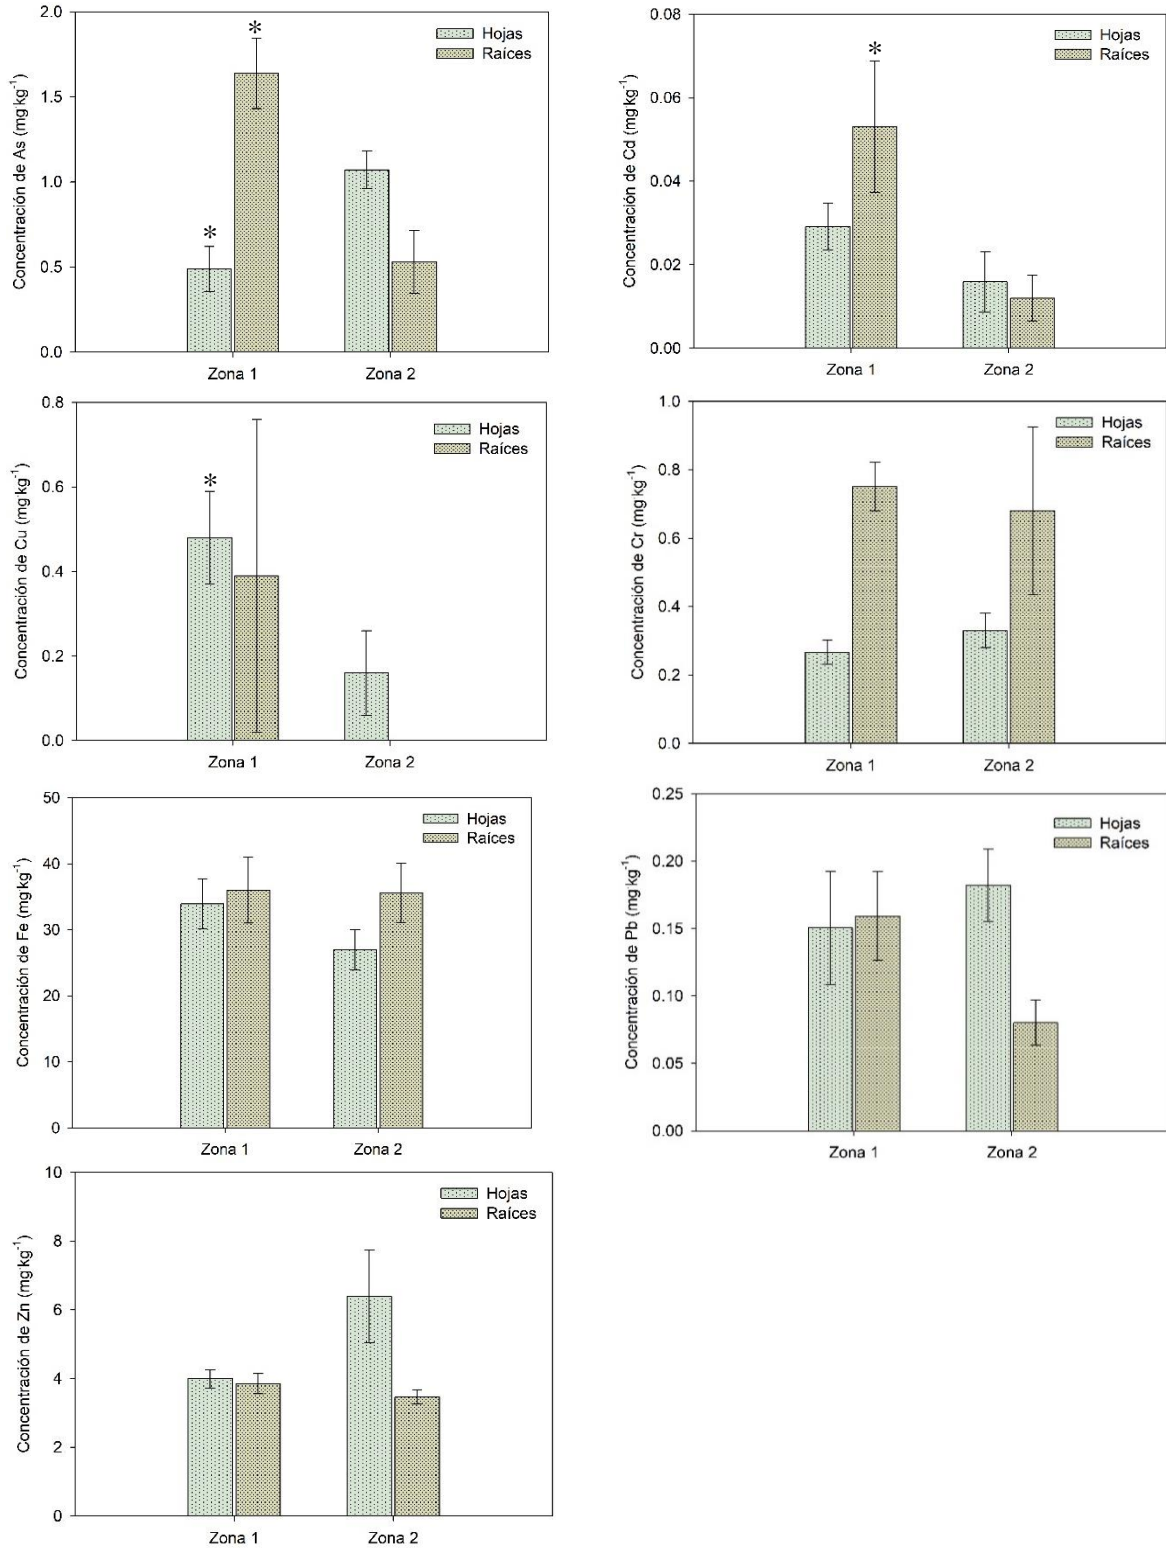 Concentración de As (mg·kg-1)
2.0
1.5
1.0
0.5
0.0
*
*
Hojas
Raíces
Zona 1
Zona 2
Concentración de Cd (mg·kg-1)
0.08
0.06
0.04
0.02
0.00
*
Hojas
Raíces
Zona 1
Zona 2
Concentración de Cu (mg·kg-1)
0.8
0.6
0.4
0.2
0.0
*
Hojas
Raíces
Zona 1
Zona 2
Concentración de Cr (mg·kg-1)
1.0
0.8
0.6
0.4
0.2
0.0
Hojas
Raíces
Zona 1
Zona 2
Concentración de Fe (mg·kg-1)
50
40
30
20
10
0
Hojas
Raíces
Zona 1
Zona 2
Concentración de Pb (mg·kg-1)
0.25
0.20
0.15
0.10
0.05
0.00
Hojas
Raíces
Zona 1
Zona 2
Concentración de Zn (mg·kg-1)
10
8
6
4
2
0
Hojas
Raíces
Zona 1
Zona 2